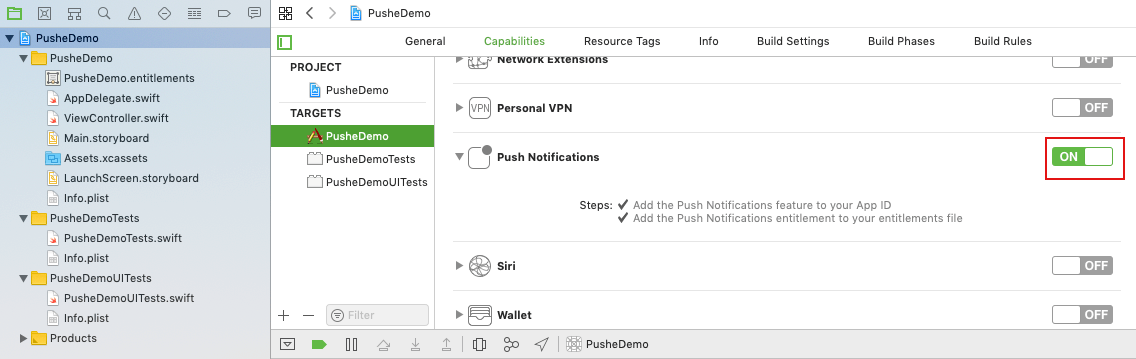 PusheDemo
PusheDemo
PusheDemo
PusheDemo.entitlements
AppDelegate.swift
ViewController.swift
Main.storyboard
Assets.xcassets
LaunchScreen.storyboard
Info.plist
PusheDemoTests
PusheDemoTests.swift
Info.plist
PusheDemoUITests
PusheDemoUITests.swift
Info.plist
Products
General Capabilities Resource Tags Info Build Settings Build Phases Build Rules
PROJECT
PusheDemo
TARGETS
PusheDemo
PusheDemoTests
PusheDemoUITests
Filter
Network Extensions OFF
VPN Personal VPN OFF
Push Notifications ON
Steps: ✔ Add the Push Notifications feature to your App ID
✔ Add the Push Notifications entitlement to your entitlements file
Siri OFF
Wallet OFF
PusheDemo